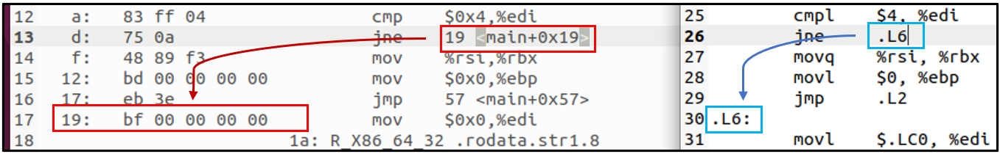 12 a: 83 ff 04 cmp $0x4,%edi
13 d: 75 0a jne 19 <main+0x19>
14 f: 48 89 f3 mov %rsi,%rbx
15 12: bd 00 00 00 00 mov $0x0,%ebp
16 17: eb 3e jmp 57 <main+0x57>
17 19: bf 00 00 00 00 mov $0x0,%edi
18 1a: R_X86_64_32 .rodata.str1.8
25 cmpl $4, %edi
26 jne .L6
27 movq %rsi, %rbx
28 movl $0, %ebp
29 jmp .L2
30 .L6:
31 movl $.LC0, %edi